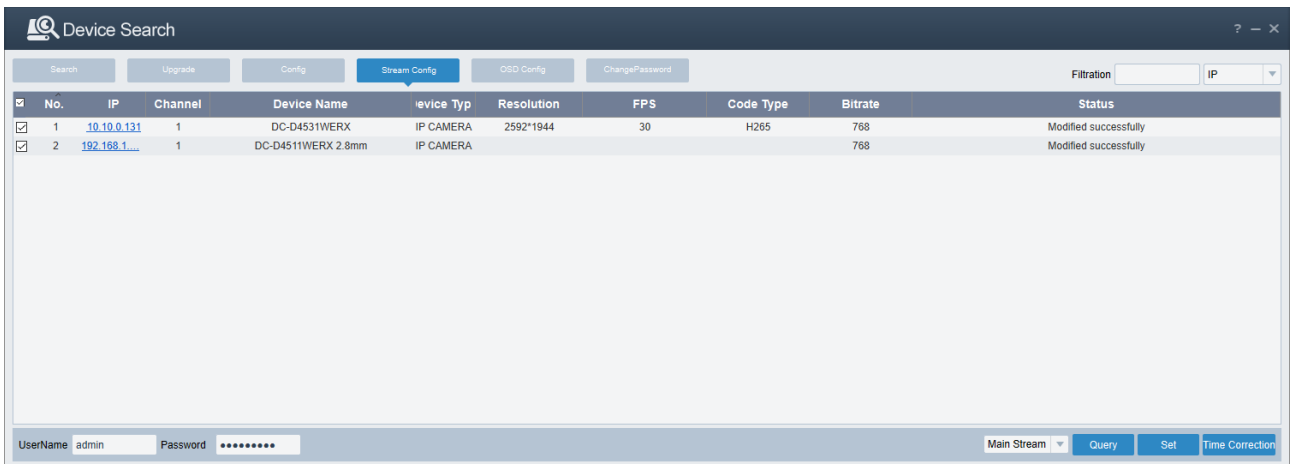 Device Search ? – ×
Search Upgrade Config Stream Config OSD Config ChangePassword
Filtration IP
No. IP Channel Device Name evice Typ Resolution FPS Code Type Bitrate Status
1 10.10.0.131 1 DC-D4531WERX IP CAMERA 2592*1944 30 H265 768 Modified successfully
2 192.168.1.... 1 DC-D4511WERX 2.8mm IP CAMERA 768 Modified successfully
UserName admin Password ●●●●●●●●● Main Stream Query Set Time Correction